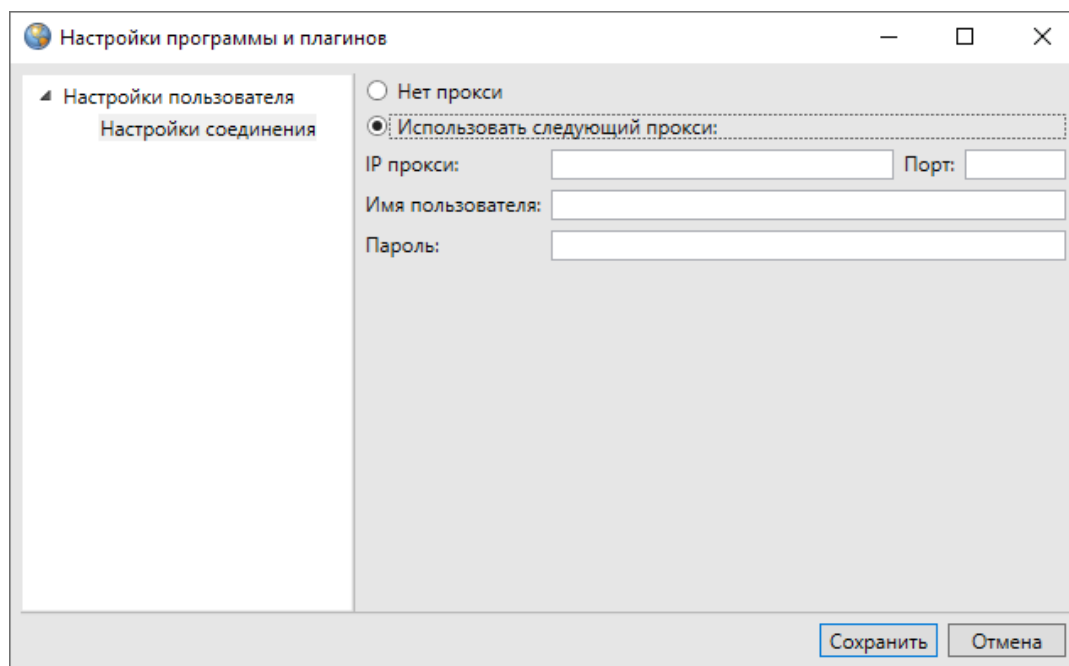 Настройки программы и плагинов
Настройки пользователя
Настройки соединения
Нет прокси
Использовать следующий прокси:
IP прокси:
Порт:
Имя пользователя:
Пароль:
Сохранить
Отмена